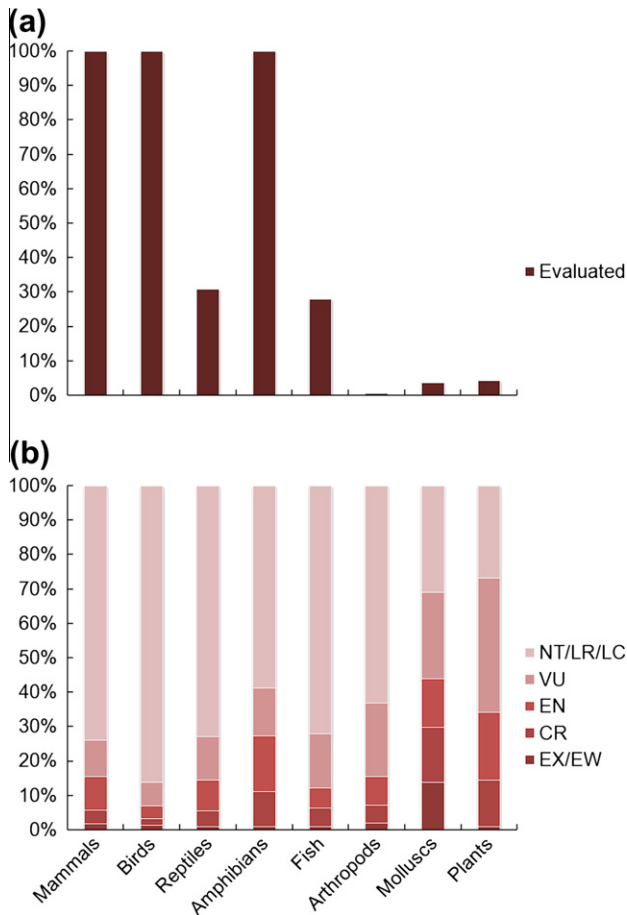 (a)
100%
90%
80%
70%
60%
50%
40%
30%
20%
10%
0%
Evaluated
(b)
100%
90%
80%
70%
60%
50%
40%
30%
20%
10%
0%
NT/LR/LC
VU
EN
CR
EX/EW
Mammals
Birds
Reptiles
Amphibians
Fish
Arthropods
Molluscs
Plants